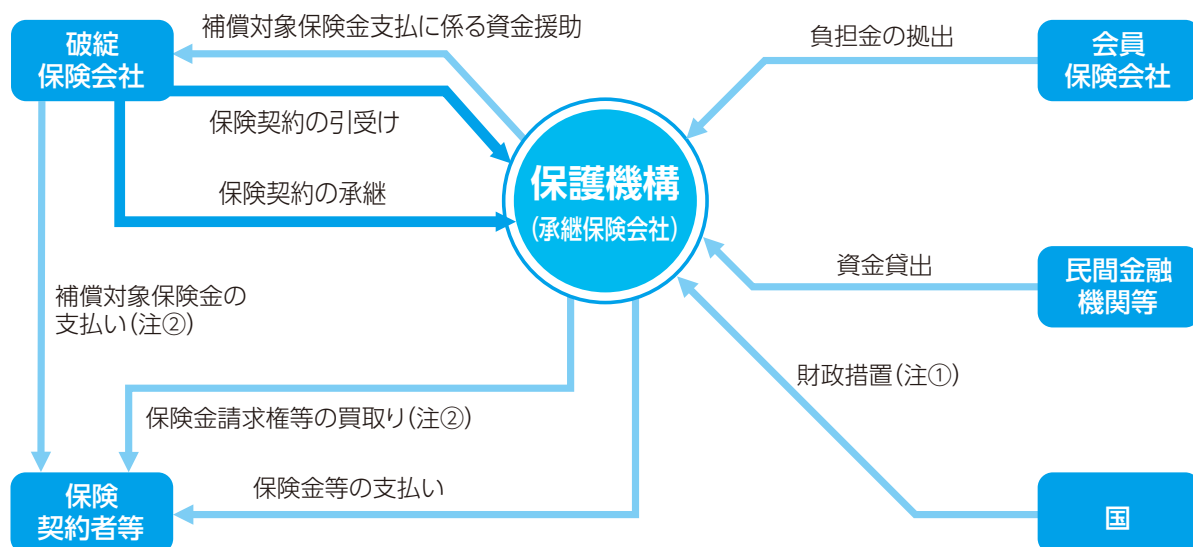 補償対象保険金支払に係る資金援助
破綻
保険会社
負担金の拠出
会員
保険会社
保険契約の引受け
保険契約の承継
保護機構
(承継保険会社)
資金貸出
民間金融
機関等
補償対象保険金の
支払い(注②)
財政措置(注①)
保険金請求権等の買取り(注②)
保険金等の支払い
保険
契約者等
国